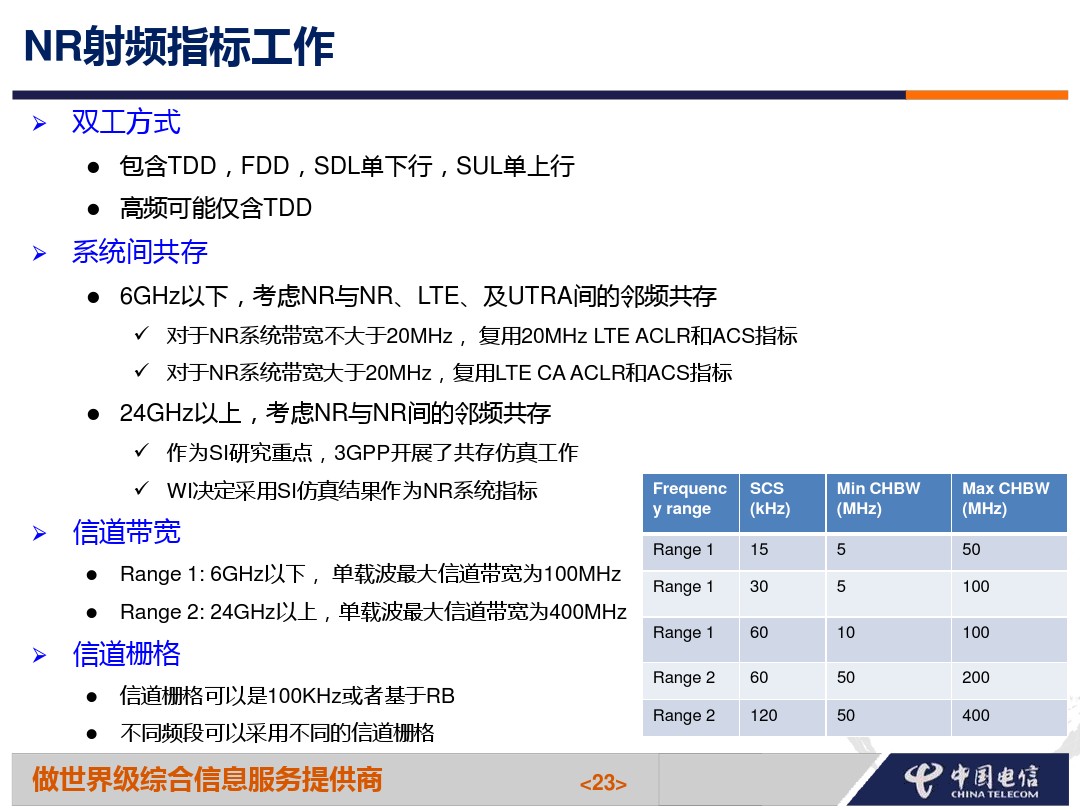 NR射频指标工作
双工方式
包含TDD，FDD，SDL单下行，SUL单上行
高频可能仅含TDD
系统间共存
6GHz以下，考虑NR与NR、LTE、及UTRA间的邻频共存
对于NR系统带宽不大于20MHz， 复用20MHz LTE ACLR和ACS指标
对于NR系统带宽大于20MHz，复用LTE CA ACLR和ACS指标
24GHz以上，考虑NR与NR间的邻频共存
作为SI研究重点，3GPP开展了共存仿真工作
WI决定采用SI仿真结果作为NR系统指标
信道带宽
Range 1: 6GHz以下， 单载波最大信道带宽为100MHz
Range 2: 24GHz以上，单载波最大信道带宽为400MHz
信道栅格
信道栅格可以是100KHz或者基于RB
不同频段可以采用不同的信道栅格
Frequenc SCS Min CHBW Max CHBW
y range (kHz) (MHz) (MHz)
Range 1 15 5 50
Range 1 30 5 100
Range 1 60 10 100
Range 2 60 50 200
Range 2 120 50 400
做世界级综合信息服务提供商
<23>
中国电信
CHINA TELECOM